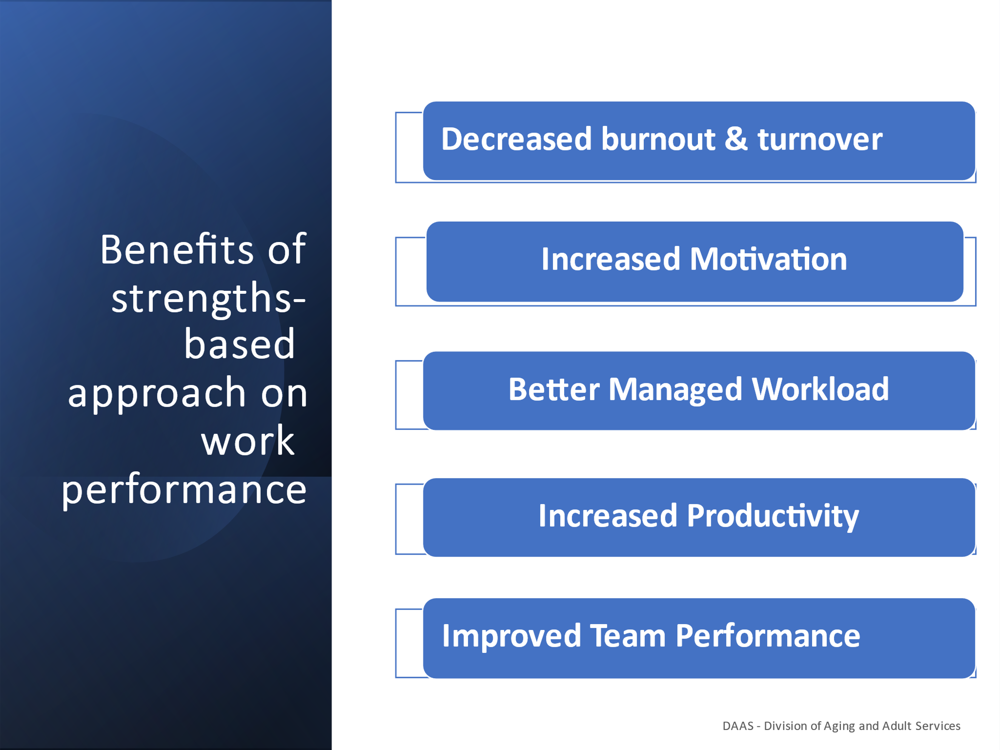 Benefits of
strengths-
based
approach on
work
performance
Decreased burnout & turnover
Increased Motivation
Better Managed Workload
Increased Productivity
Improved Team Performance
DAAS - Division of Aging and Adult Services